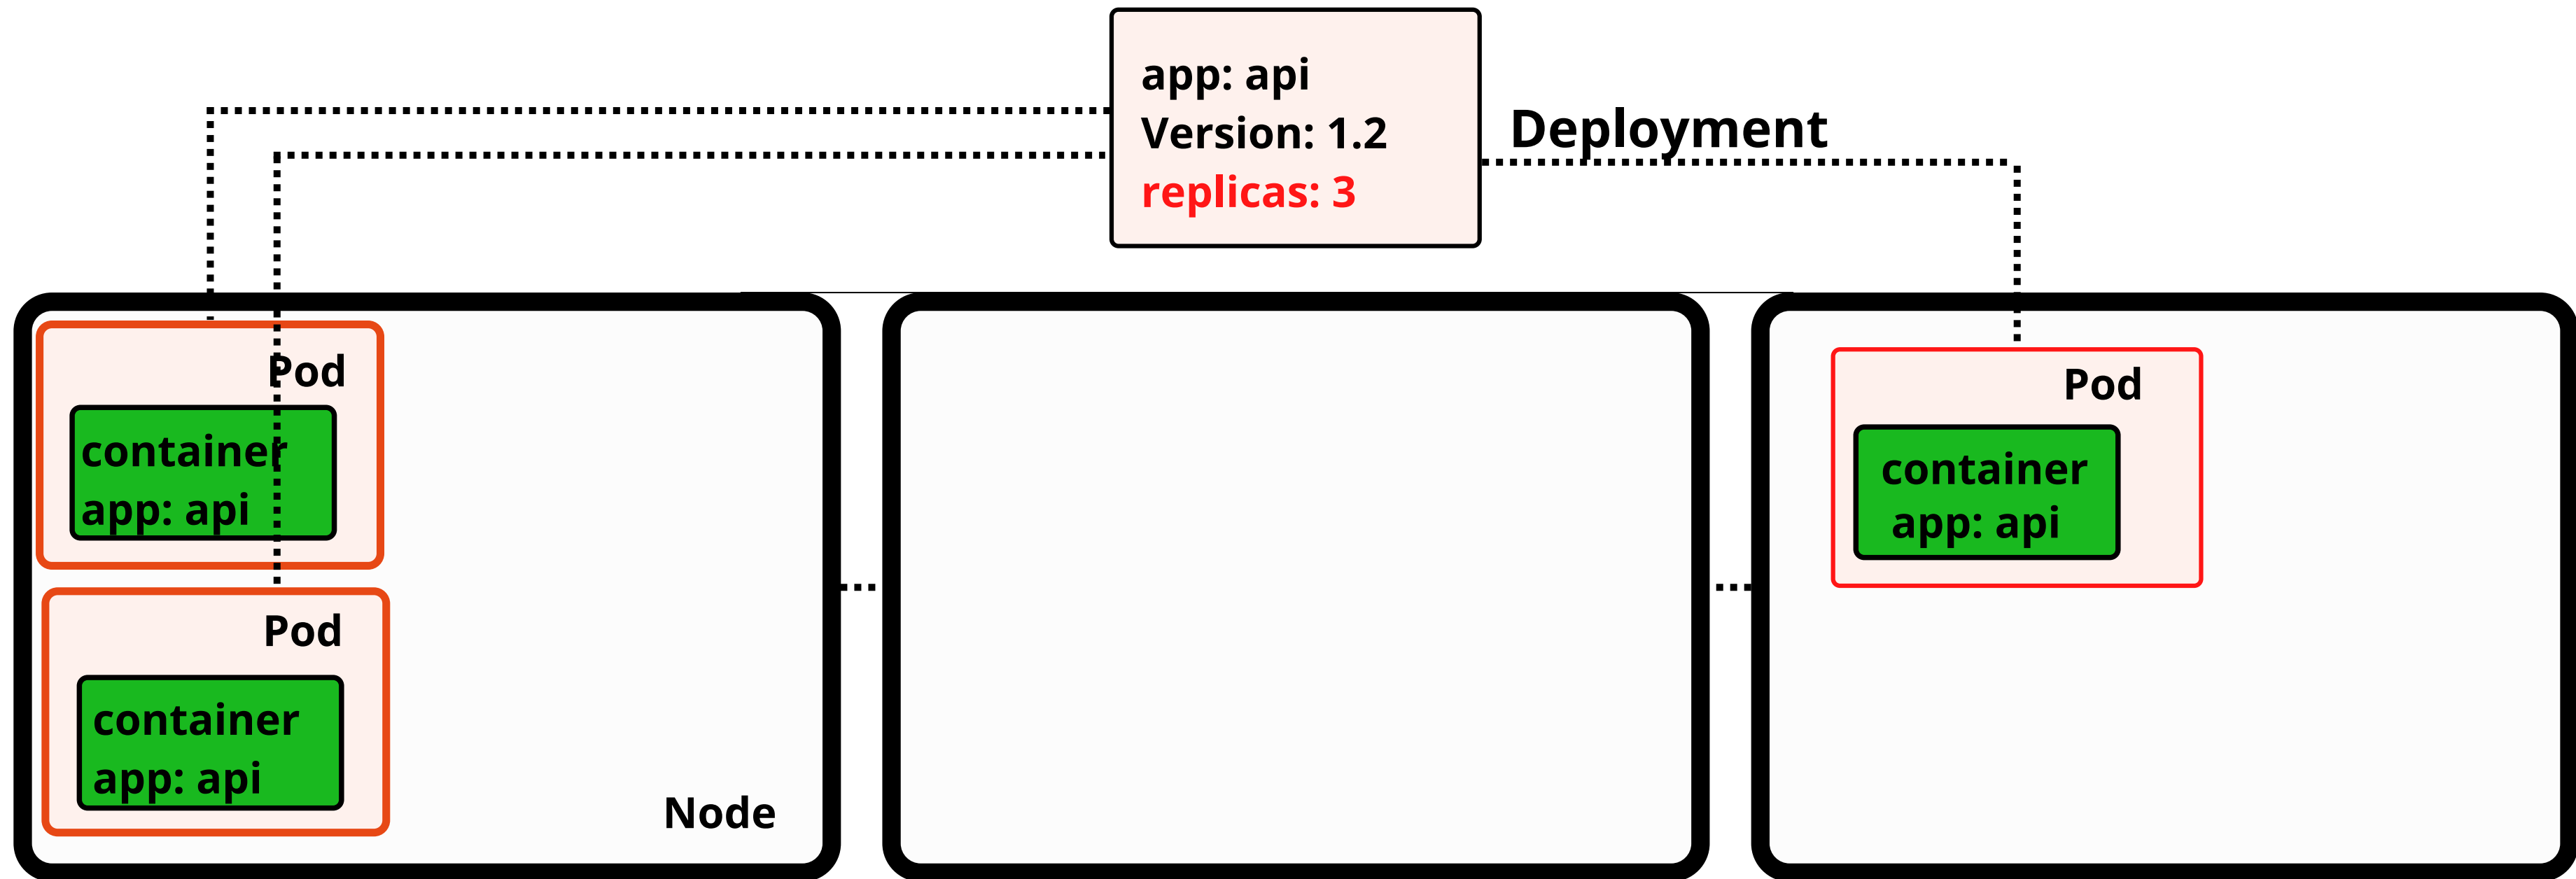 app: api
Version: 1.2
replicas: 3
Deployment
Pod
container
app: api
Pod
container
app: api
Node
Pod
container
app: api